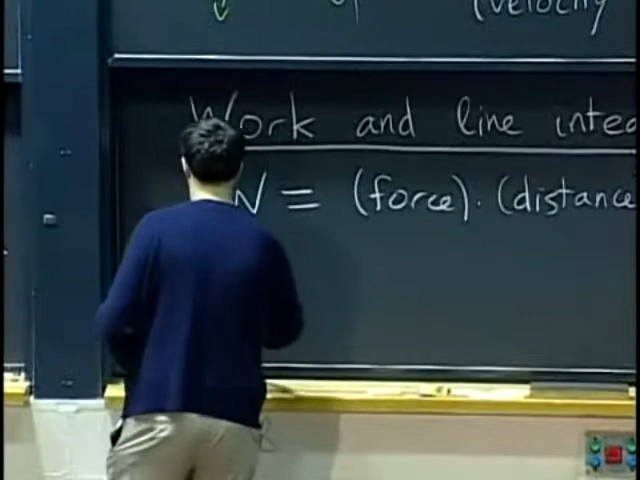 (velocity
Work and line integ
W = (force) . (distance